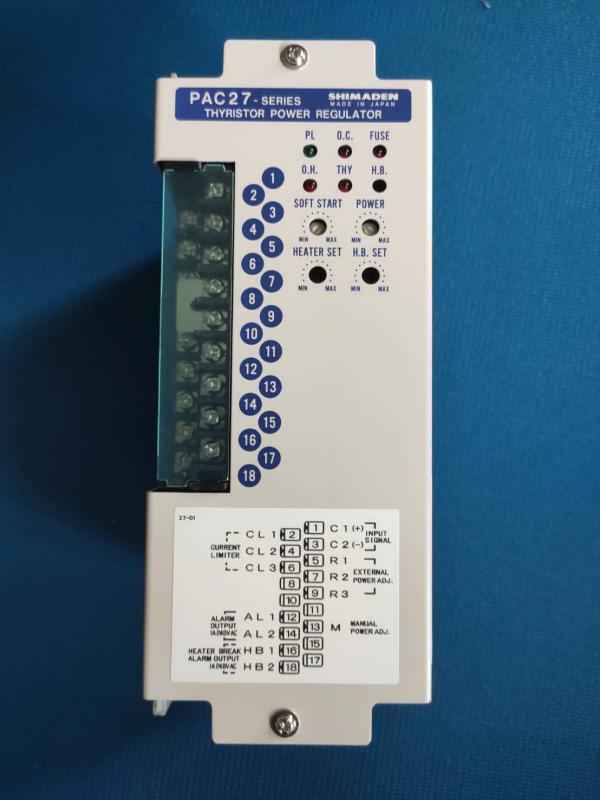 PAC27-SERIES SHIMADEN
MADE IN JAPAN
THYRISTOR POWER REGULATOR
PL O.C. FUSE
O.H. THY H.B.
SOFT START POWER
MIN MAX MIN MAX
HEATER SET H.B. SET
MIN MAX MIN MAX
1
2
3
4
5
6
7
8
9
10
11
12
13
14
15
16
17
18
27-01
CURRENT LIMITER
CL1 2
CL2 4
CL3 6
8
10
ALARM OUTPUT 1A240VAC
AL1 12
AL2 14
HEATER BREAK ALARM OUTPUT 1A240VAC
HB1 16
HB2 18
1 C1(+)
3 C2(-)
INPUT SIGNAL
5 R1
7 R2
9 R3
EXTERNAL POWER ADJ.
11
13 M MANUAL POWER ADJ.
15
17